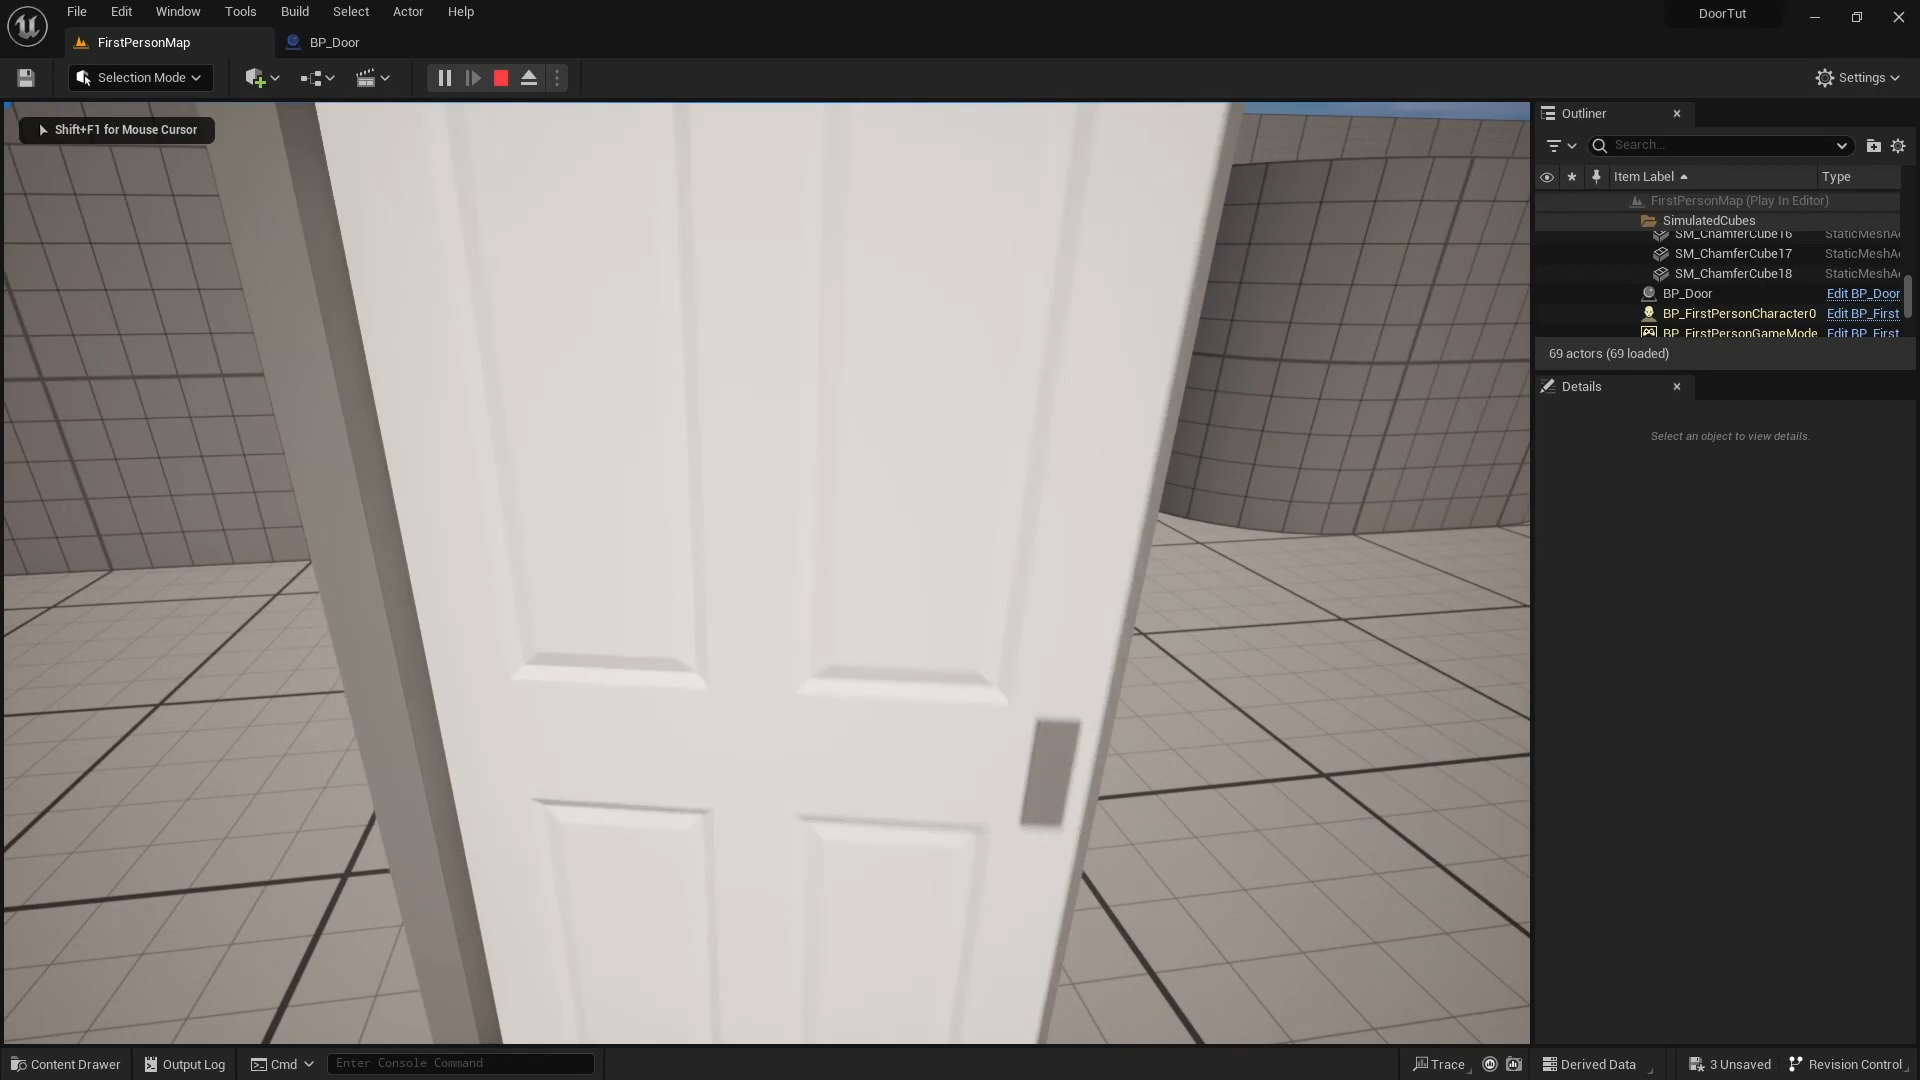 File Edit Window Tools Build Select Actor Help
DoorTut
FirstPersonMap
BP_Door
Selection Mode
Settings
Shift+F1 for Mouse Cursor
Outliner
Search...
Item Label
Type
FirstPersonMap (Play In Editor)
SimulatedCubes
SM_ChamferCube16 StaticMeshA
SM_ChamferCube17 StaticMeshA
SM_ChamferCube18 StaticMeshA
BP_Door Edit BP_Door
BP_FirstPersonCharacter0 Edit BP_First
BP_FirstPersonGameMode Edit BP_First
69 actors (69 loaded)
Details
Select an object to view details.
Content Drawer
Output Log
Cmd
Enter Console Command
Trace
Derived Data
3 Unsaved
Revision Control